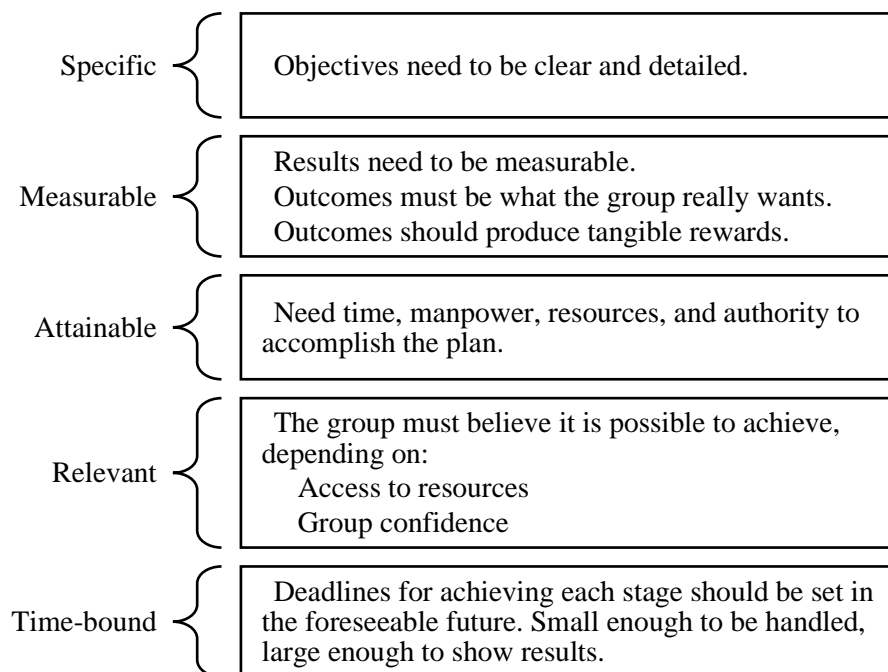 Specific
Objectives need to be clear and detailed.
Measurable
Results need to be measurable.
Outcomes must be what the group really wants.
Outcomes should produce tangible rewards.
Attainable
Need time, manpower, resources, and authority to
accomplish the plan.
Relevant
The group must believe it is possible to achieve,
depending on:
Access to resources
Group confidence
Time-bound
Deadlines for achieving each stage should be set in
the foreseeable future. Small enough to be handled,
large enough to show results.